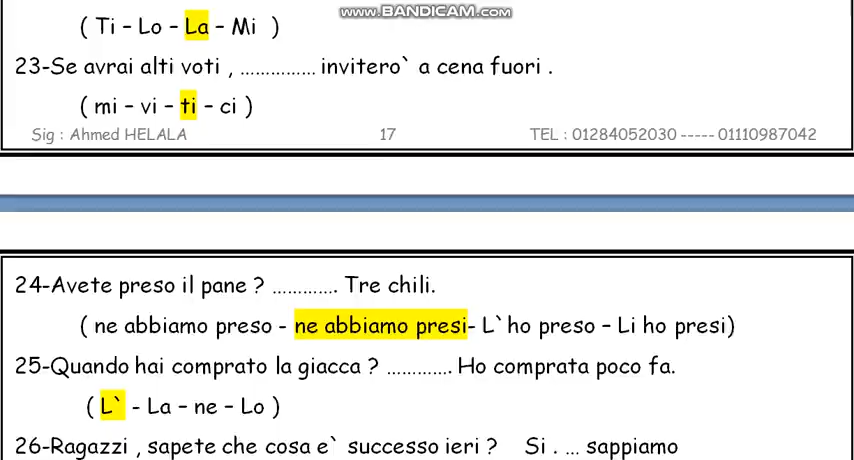 www.BANDICAM.com
( Ti – Lo – La – Mi )
23-Se avrai alti voti , ............... invitero` a cena fuori .
( mi – vi – ti – ci )
Sig : Ahmed HELALA 17 TEL : 01284052030 ----- 01110987042
24-Avete preso il pane ? ............. Tre chili.
( ne abbiamo preso - ne abbiamo presi- L`ho preso – Li ho presi)
25-Quando hai comprato la giacca ? ............. Ho comprata poco fa.
( L` - La – ne – Lo )
26-Ragazzi , sapete che cosa e` successo ieri ? Si . ... sappiamo